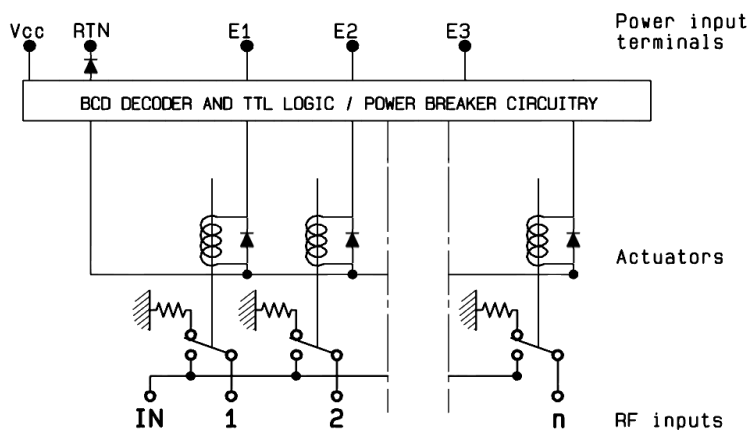 Vcc RTN E1 E2 E3 Power input
terminals
BCD DECODER AND TTL LOGIC / POWER BREAKER CIRCUITRY
Actuators
IN 1 2 n RF inputs